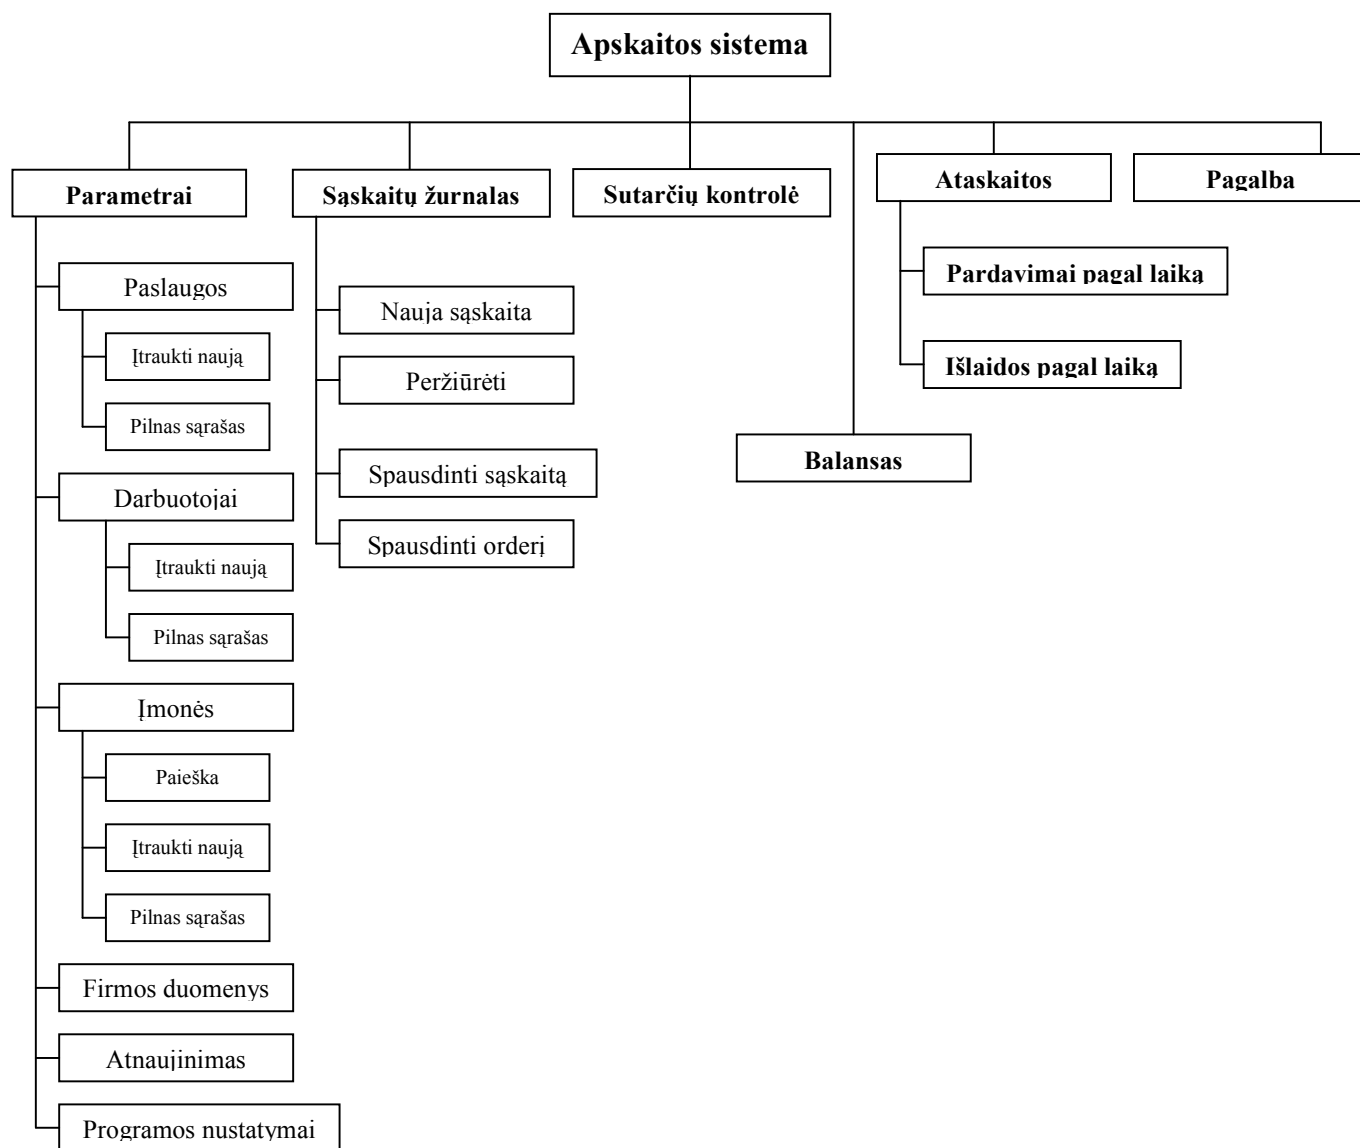 Apskaitos sistema
Parametrai
Sąskaitų žurnalas
Sutarčių kontrolė
Ataskaitos
Pagalba
Paslaugos
Įtraukti naują
Pilnas sąrašas
Darbuotojai
Įtraukti naują
Pilnas sąrašas
Įmonės
Paieška
Įtraukti naują
Pilnas sąrašas
Firmos duomenys
Atnaujinimas
Programos nustatymai
Nauja sąskaita
Peržiūrėti
Spausdinti sąskaitą
Spausdinti orderį
Balansas
Pardavimai pagal laiką
Išlaidos pagal laiką